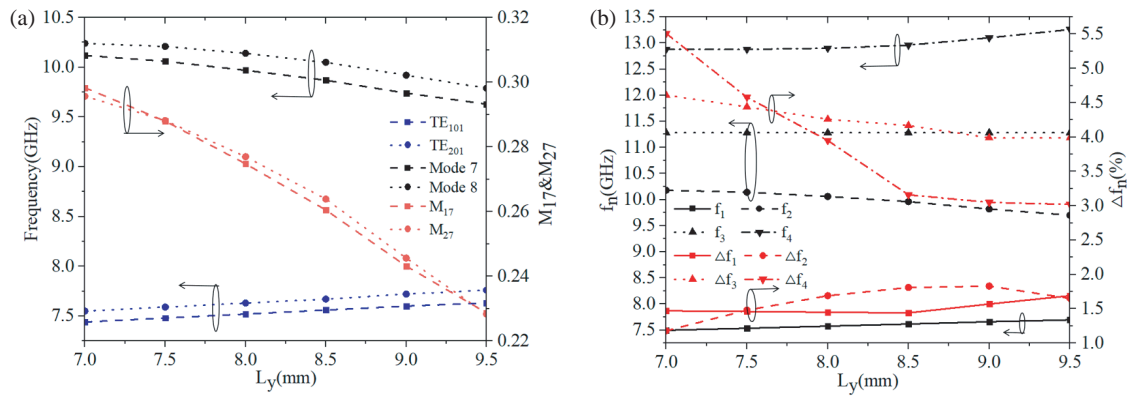 (a)
10.5
10.0
9.5
9.0
8.5
8.0
7.5
Frequency(GHz)
7.0 7.5 8.0 8.5 9.0 9.5
Ly(mm)
0.32
0.30
0.28
0.26
0.24
0.22
M17&M27
TE101
TE201
Mode 7
Mode 8
M17
M27
(b)
13.5
13.0
12.5
12.0
11.5
11.0
10.5
10.0
9.5
9.0
8.5
8.0
7.5
fn(GHz)
7.0 7.5 8.0 8.5 9.0 9.5
Ly(mm)
5.5
5.0
4.5
4.0
3.5
3.0
2.5
2.0
1.5
1.0
△fn(%)
f1 f2
f3 f4
△f1 △f2
△f3 △f4